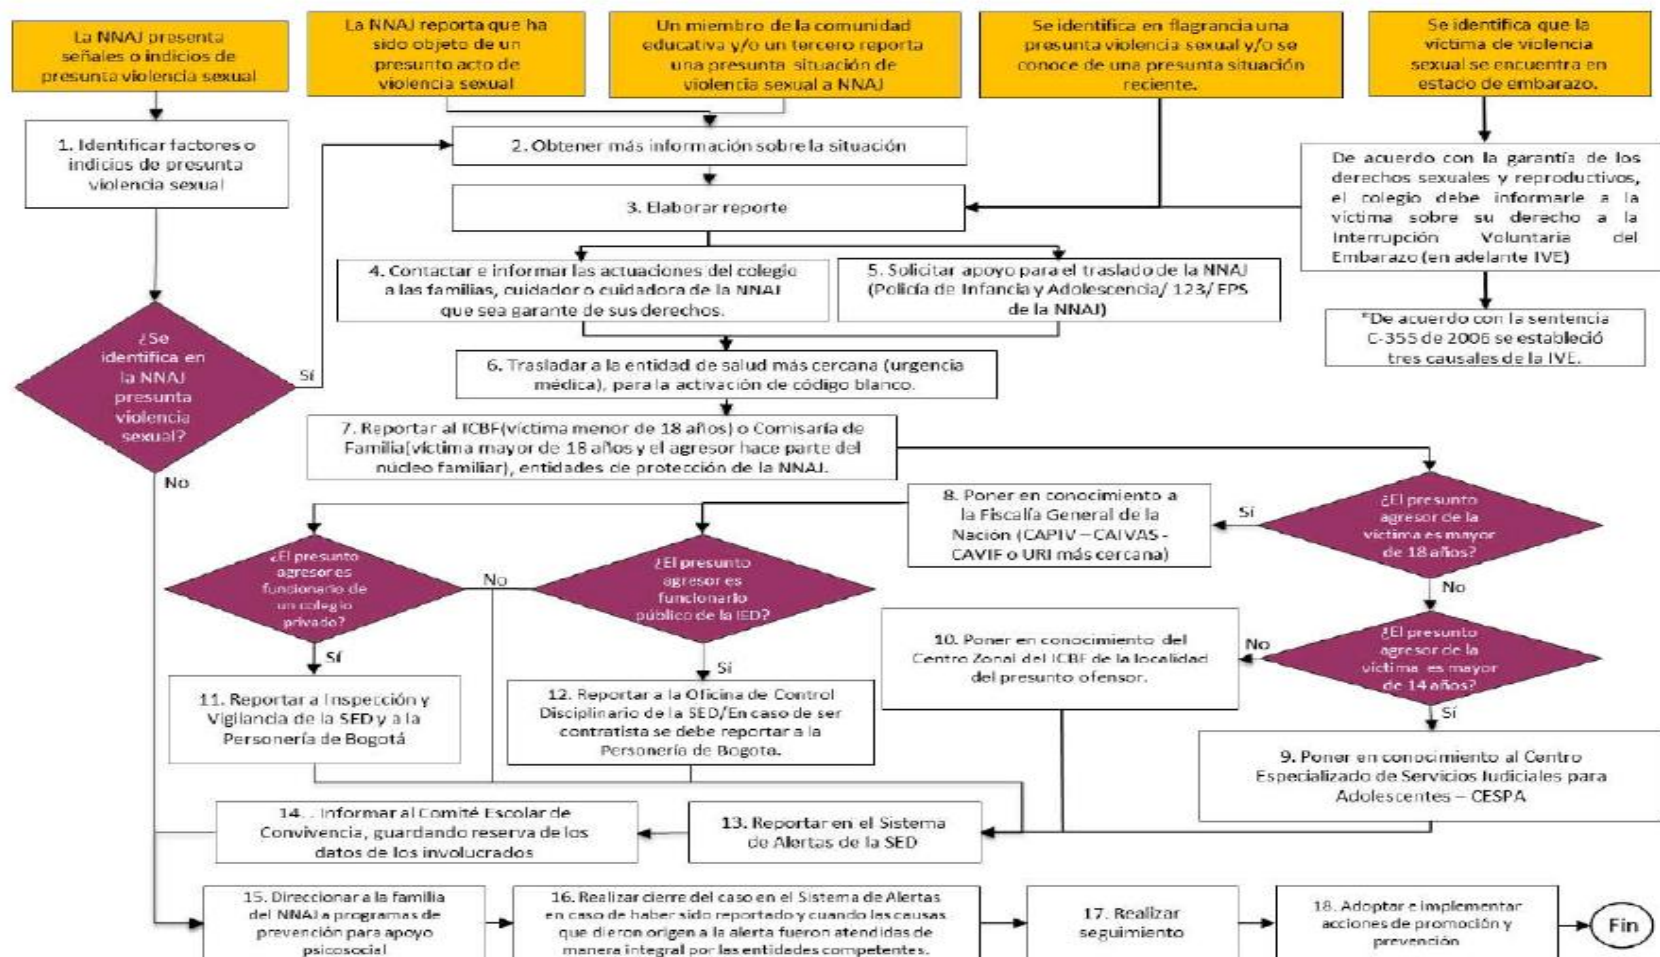 La NNAJ presenta
señales o indicios de
presunta violencia sexual
La NNAJ reporta que ha
sido objeto de un
presunto acto de
violencia sexual
Un miembro de la comunidad
educativa y/o un tercero reporta
una presunta situación de
violencia sexual a NNAJ
Se identifica en flagrancia una
presunta violencia sexual y/o se
conoce de una presunta situación
reciente.
Se identifica que la
víctima de violencia
sexual se encuentra en
estado de embarazo.
1. Identificar factores o
indicios de presunta
violencia sexual
2. Obtener más información sobre la situación
3. Elaborar reporte
De acuerdo con la garantía de los
derechos sexuales y reproductivos,
el colegio debe informarle a la
víctima sobre su derecho a la
Interrupción Voluntaria del
Embarazo (en adelante IVE)
4. Contactar e informar las actuaciones del colegio
a las familias, cuidador o cuidadora de la NNAJ
que sea garante de sus derechos.
5. Solicitar apoyo para el traslado de la NNAJ
(Policía de Infancia y Adolescencia/ 123/ EPS
de la NNAJ)
*De acuerdo con la sentencia
C-355 de 2006 se estableció
tres causales de la IVE.
¿Se
identifica en
la NNAJ
presunta
violencia
sexual?
Sí
No
6. Trasladar a la entidad de salud más cercana (urgencia
médica), para la activación de código blanco.
7. Reportar al ICBF(víctima menor de 18 años) o Comisaría de
Familia(víctima mayor de 18 años y el agresor hace parte del
núcleo familiar), entidades de protección de la NNAJ.
8. Poner en conocimiento a
la Fiscalía General de la
Nación (CAPIV – CAIVAS -
CAVIF o URI más cercana)
Sí
¿El presunto
agresor de la
víctima es mayor
de 18 años?
No
¿El presunto
agresor es
funcionario de
un colegio
privado?
No
Sí
¿El presunto
agresor es
funcionario
público de la IED?
Sí
10. Poner en conocimiento del
Centro Zonal del ICBF de la localidad
del presunto ofensor.
No
¿El presunto
agresor de la
víctima es mayor
de 14 años?
Sí
11. Reportar a Inspección y
Vigilancia de la SED y a la
Personería de Bogotá
12. Reportar a la Oficina de Control
Disciplinario de la SED/En caso de ser
contratista se debe reportar a la
Personería de Bogota.
9. Poner en conocimiento al Centro
Especializado de Servicios Judiciales para
Adolescentes – CESPA
14. . Informar al Comité Escolar de
Convivencia, guardando reserva de los
datos de los involucrados
13. Reportar en el Sistema
de Alertas de la SED
15. Direccionar a la familia
del NNAJ a programas de
prevención para apoyo
psicosocial
16. Realizar cierre del caso en el Sistema de Alertas
en caso de haber sido reportado y cuando las causas
que dieron origen a la alerta fueron atendidas de
manera integral por las entidades competentes.
17. Realizar
seguimiento
18. Adoptar e implementar
acciones de promoción y
prevención
Fin